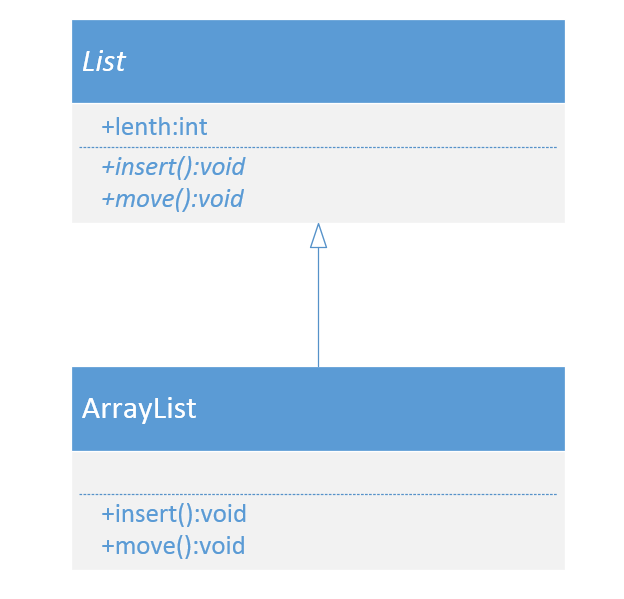 List
+lenth:int
+insert():void
+move():void
ArrayList
+insert():void
+move():void